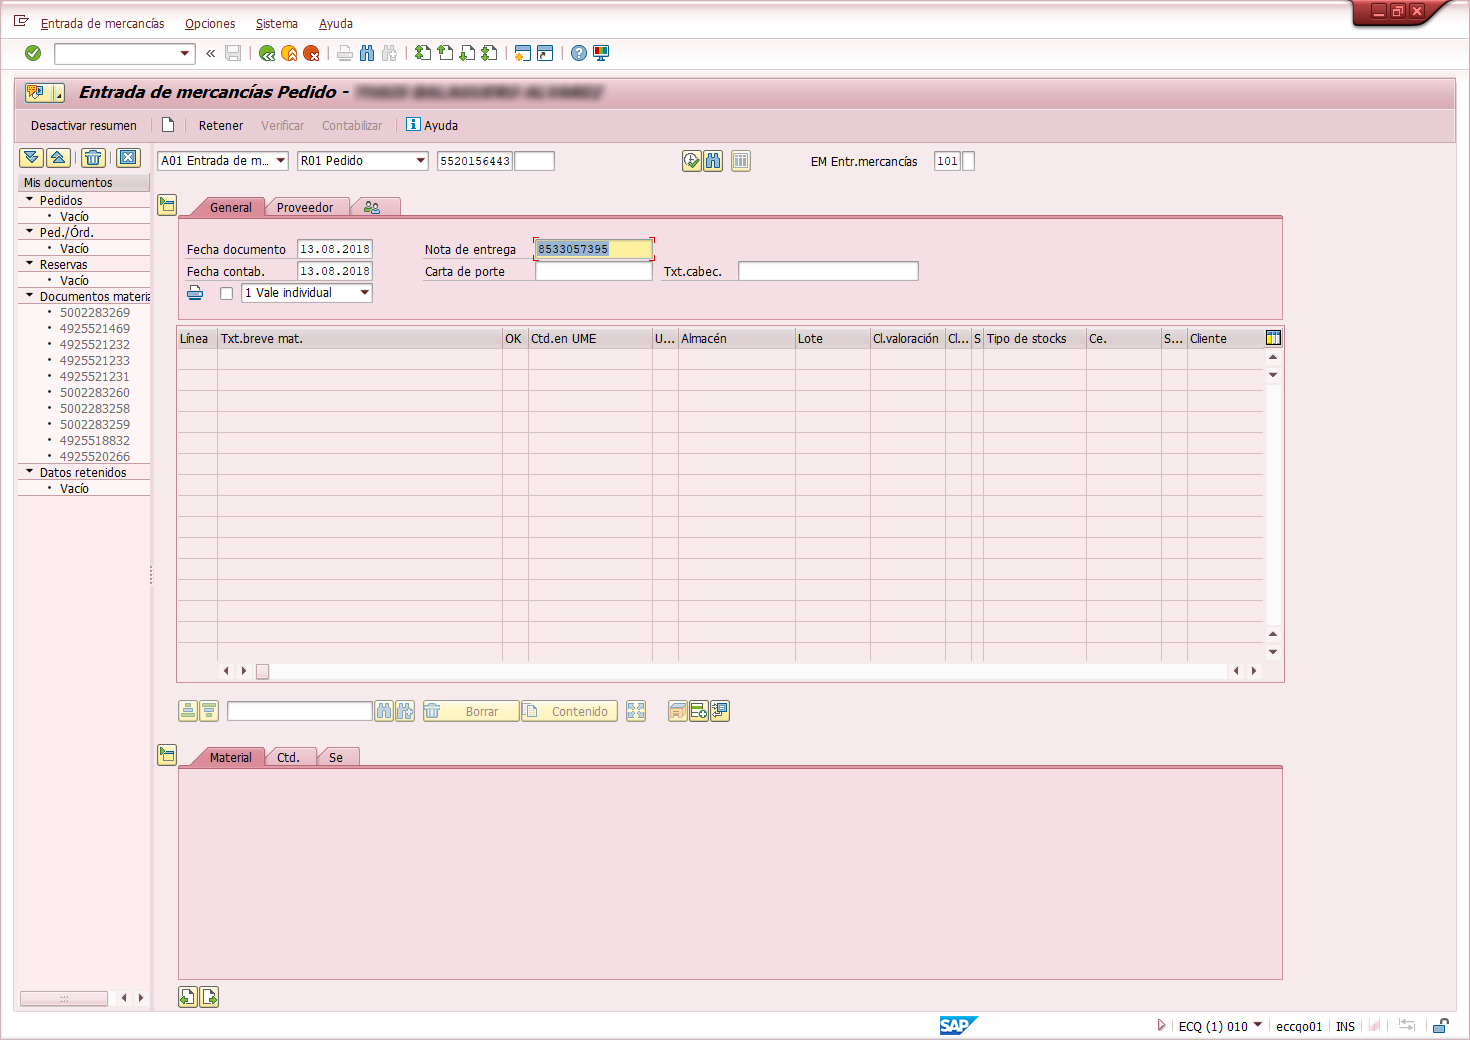 Entrada de mercancías Opciones Sistema Ayuda
Entrada de mercancías Pedido -
Desactivar resumen Retener Verificar Contabilizar Ayuda
A01 Entrada de m... R01 Pedido 5520156443 EM Entr.mercancías 101
Mis documentos
Pedidos
Vacío
Ped./Órd.
Vacío
Reservas
Vacío
Documentos materia
5002283269
4925521469
4925521232
4925521233
4925521231
5002283260
5002283258
5002283259
4925518832
4925520266
Datos retenidos
Vacío
General Proveedor
Fecha documento 13.08.2018 Nota de entrega 8533057395
Fecha contab. 13.08.2018 Carta de porte Txt.cabec.
1 Vale individual
Línea Txt.breve mat. OK Ctd.en UME U... Almacén Lote Cl.valoración Cl... S Tipo de stocks Ce. S... Cliente
Borrar Contenido
Material Ctd. Se
SAP ECQ (1) 010 eccqo01 INS